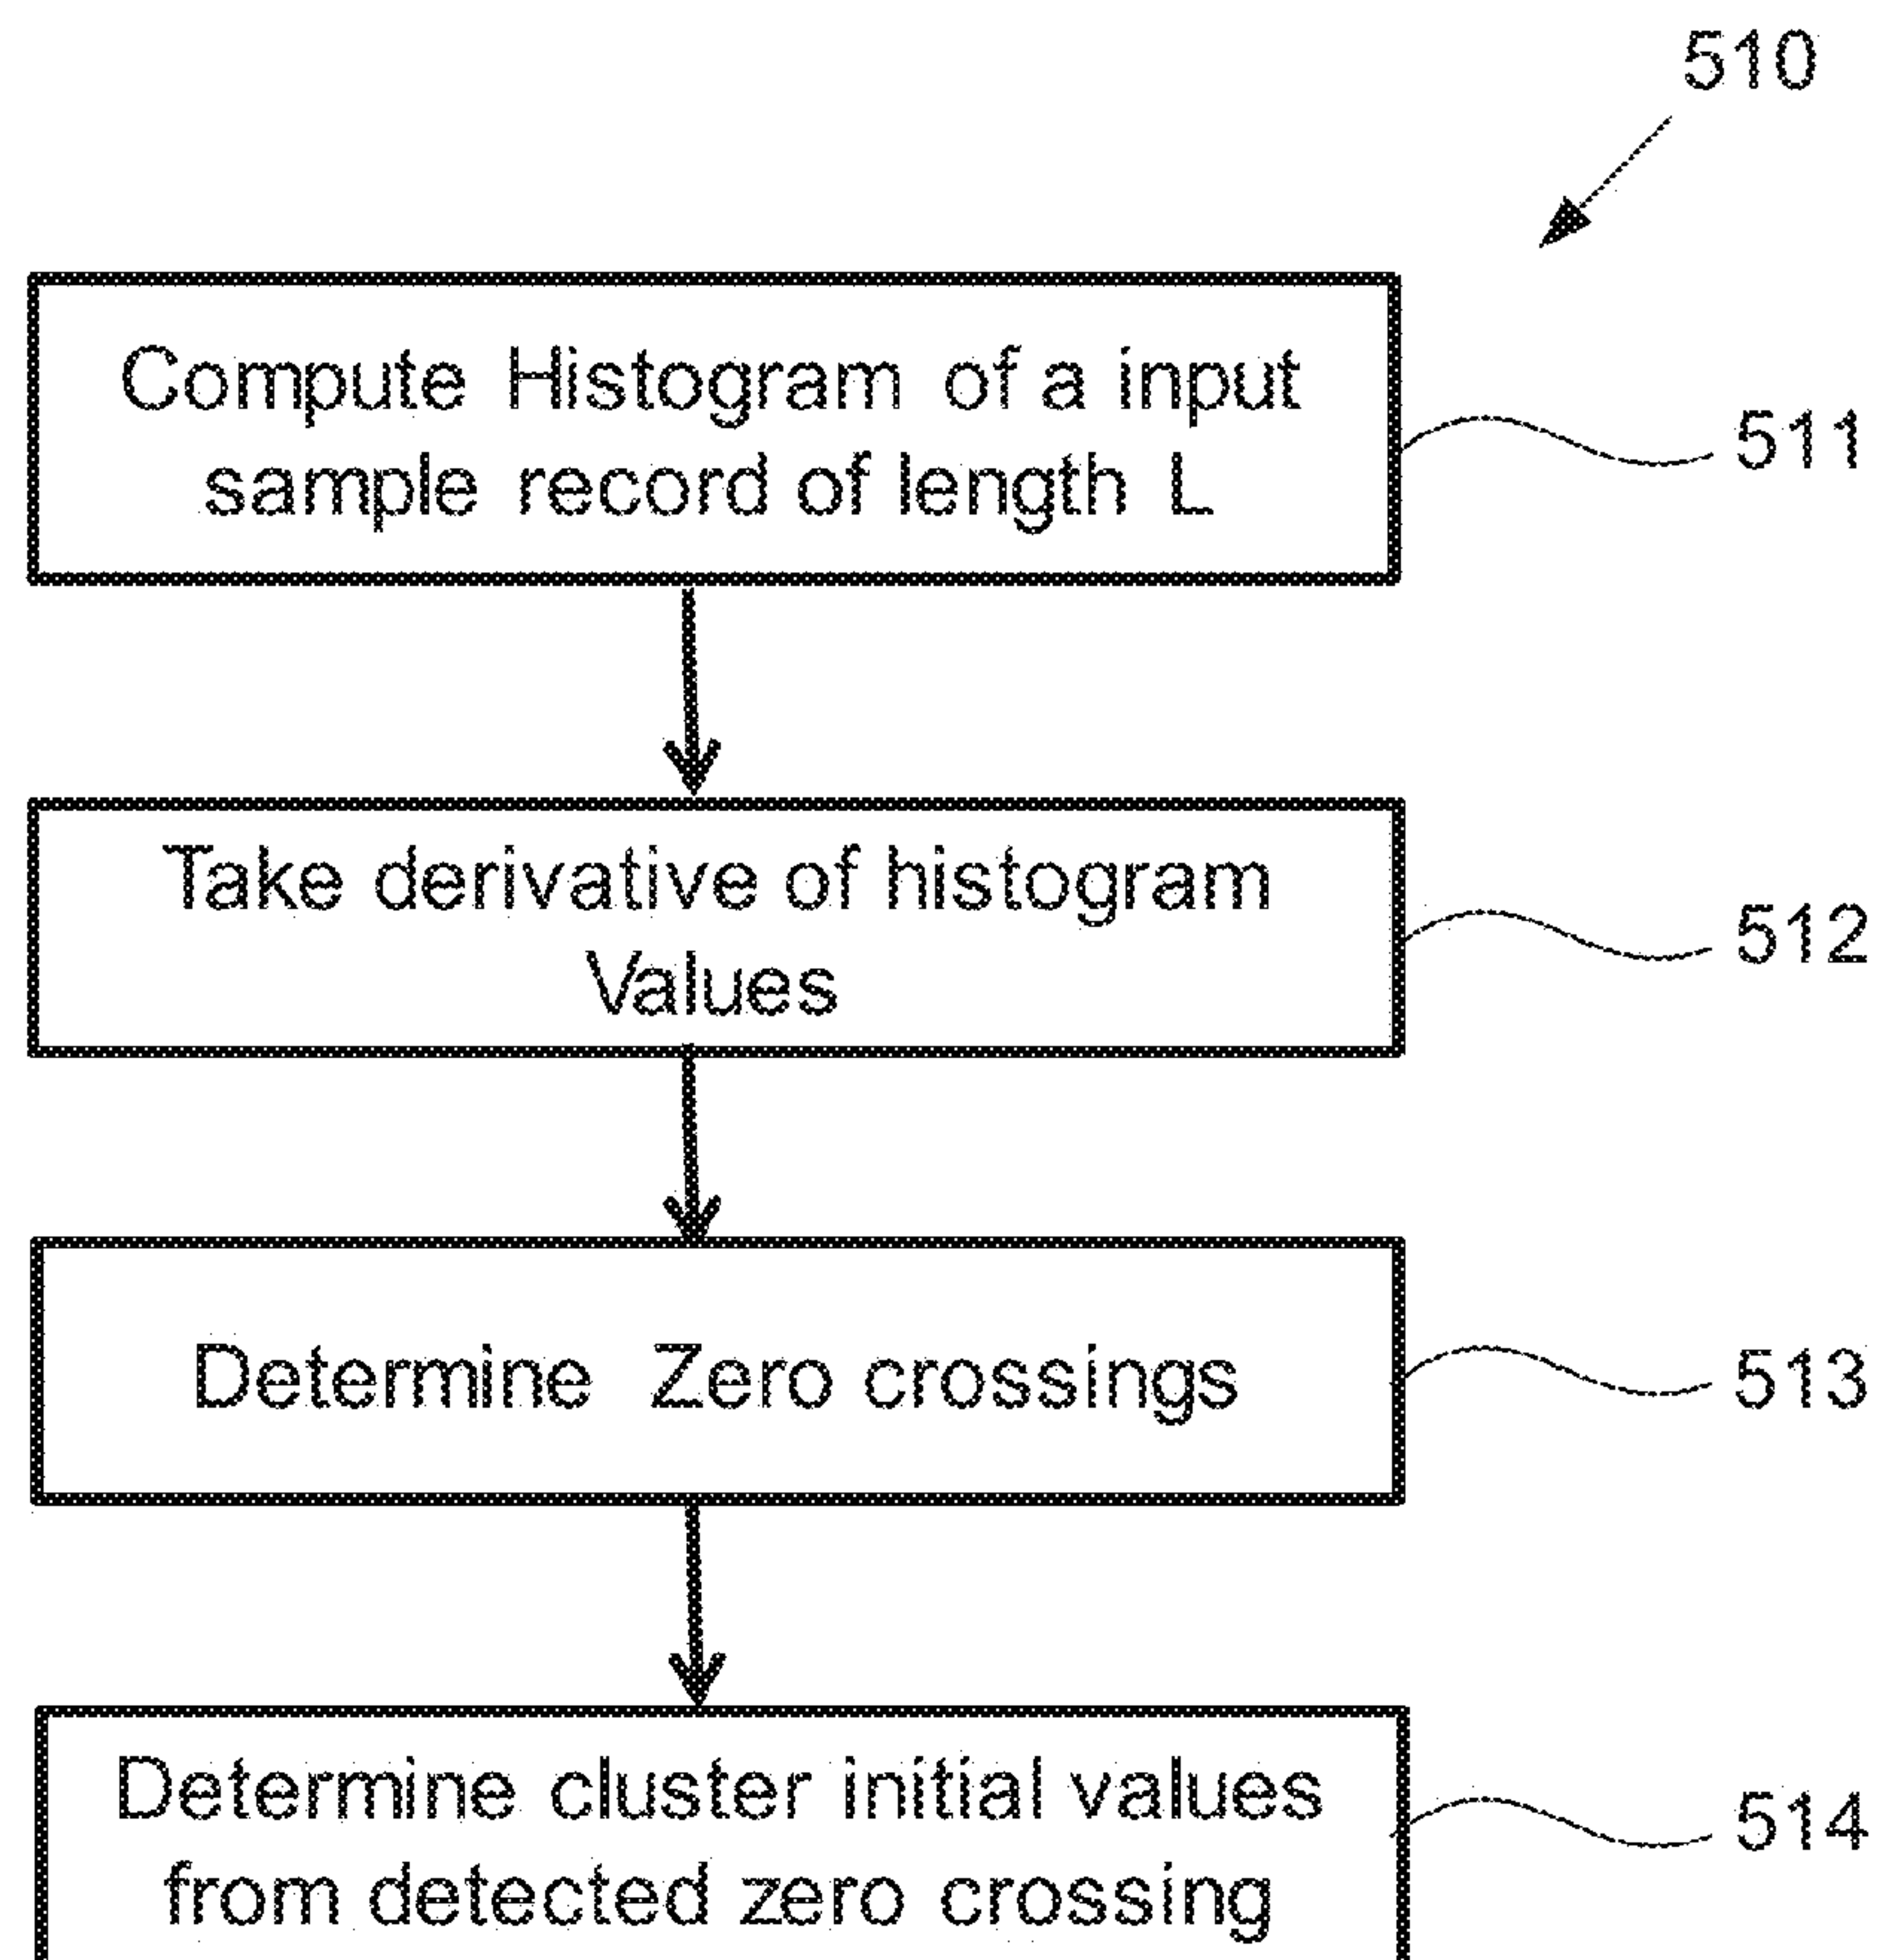 510
Compute Histogram of a input
sample record of length L
511
Take derivative of histogram
Values
512
Determine Zero crossings
513
Determine cluster initial values
from detected zero crossing
514